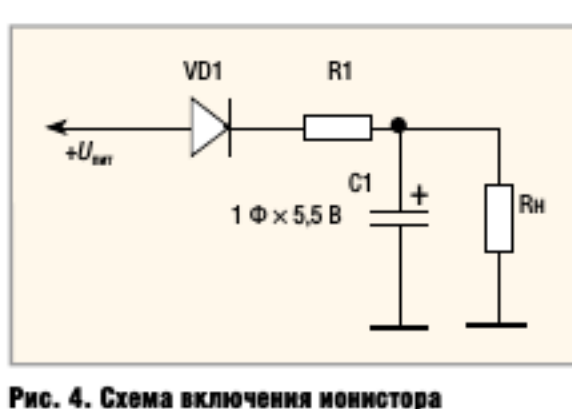 VD1
R1
+Uпит
C1
+
1 Ф × 5,5 В
Rн
Рис. 4. Схема включения ионистора